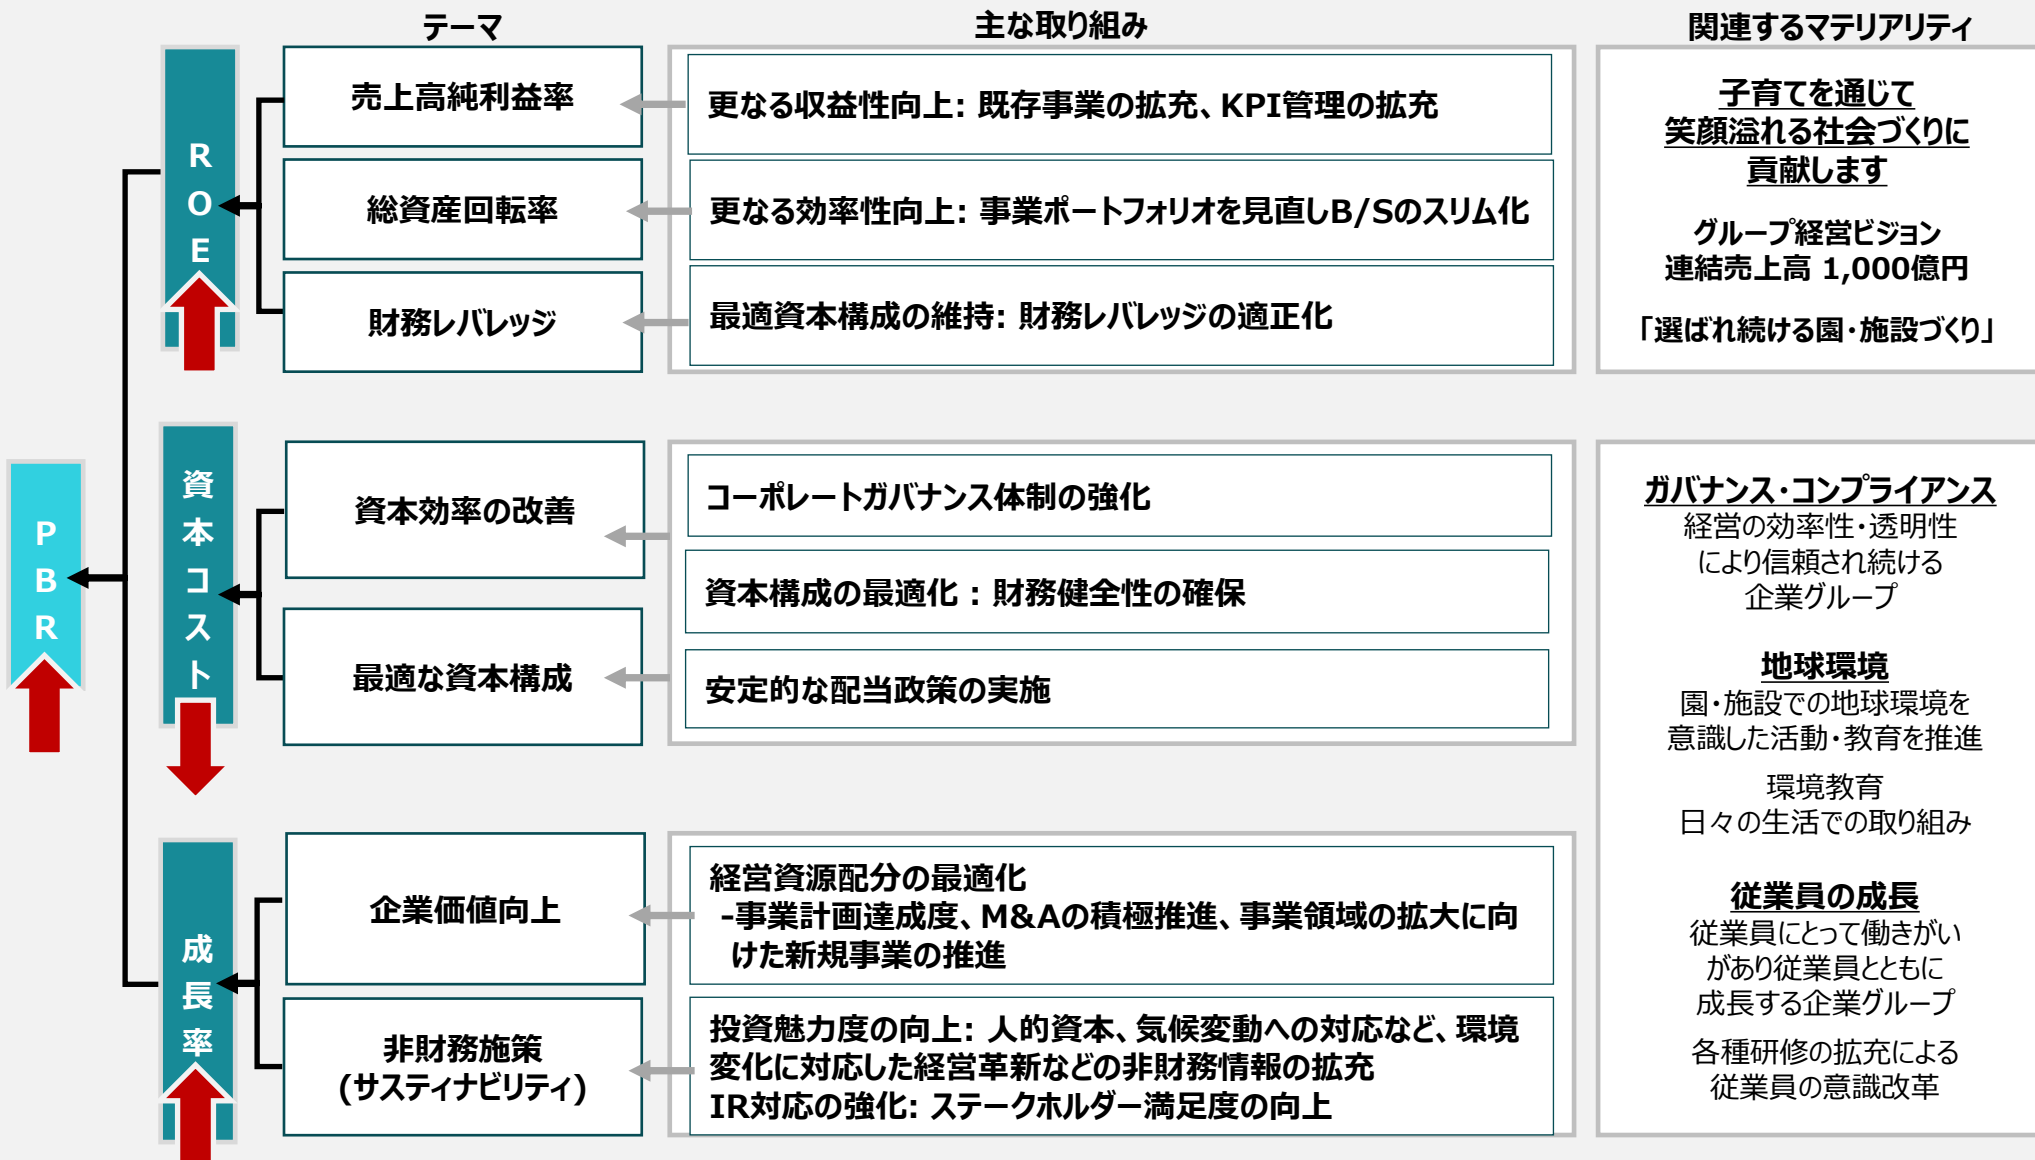 テーマ
主な取り組み
関連するマテリアリティ
PBR
ROE
売上高純利益率
更なる収益性向上: 既存事業の拡充、KPI管理の拡充
総資産回転率
更なる効率性向上: 事業ポートフォリオを見直しB/Sのスリム化
財務レバレッジ
最適資本構成の維持: 財務レバレッジの適正化
子育てを通じて
笑顔溢れる社会づくりに
貢献します
グループ経営ビジョン
連結売上高 1,000億円
「選ばれ続ける園・施設づくり」
資本コスト
資本効率の改善
最適な資本構成
コーポレートガバナンス体制の強化
資本構成の最適化 : 財務健全性の確保
安定的な配当政策の実施
成長率
企業価値向上
経営資源配分の最適化
-事業計画達成度、M&Aの積極推進、事業領域の拡大に向
けた新規事業の推進
非財務施策
(サスティナビリティ)
投資魅力度の向上: 人的資本、気候変動への対応など、環境
変化に対応した経営革新などの非財務情報の拡充
IR対応の強化: ステークホルダー満足度の向上
ガバナンス・コンプライアンス
経営の効率性・透明性
により信頼され続ける
企業グループ
地球環境
園・施設での地球環境を
意識した活動・教育を推進
環境教育
日々の生活での取り組み
従業員の成長
従業員にとって働きがい
があり従業員とともに
成長する企業グループ
各種研修の拡充による
従業員の意識改革